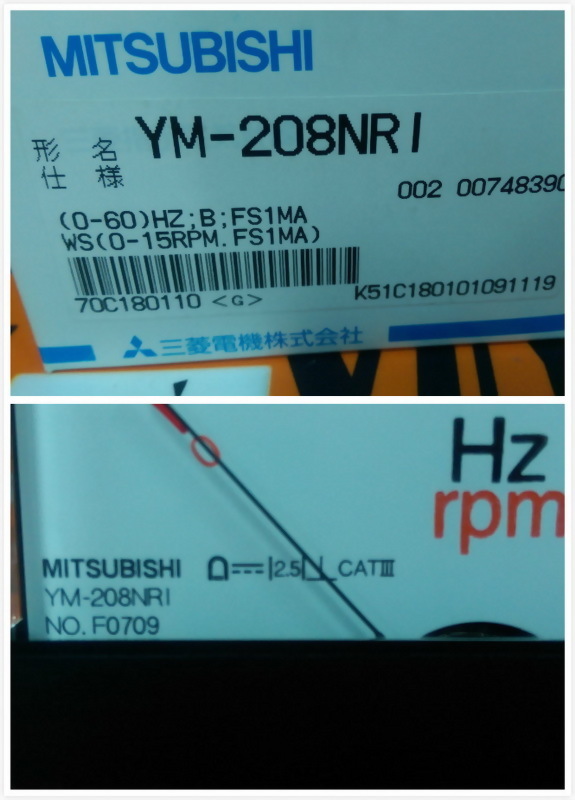 MITSUBISHI
形名 YM-208NRI
仕様
002 00748390
(0-60)HZ;B;FS1MA
WS(0-15RPM.FS1MA)
70C180110 <G> K51C180101091119
三菱電機株式会社
Hz
rpm
MITSUBISHI 2.5 CATIII
YM-208NRI
NO. F0709